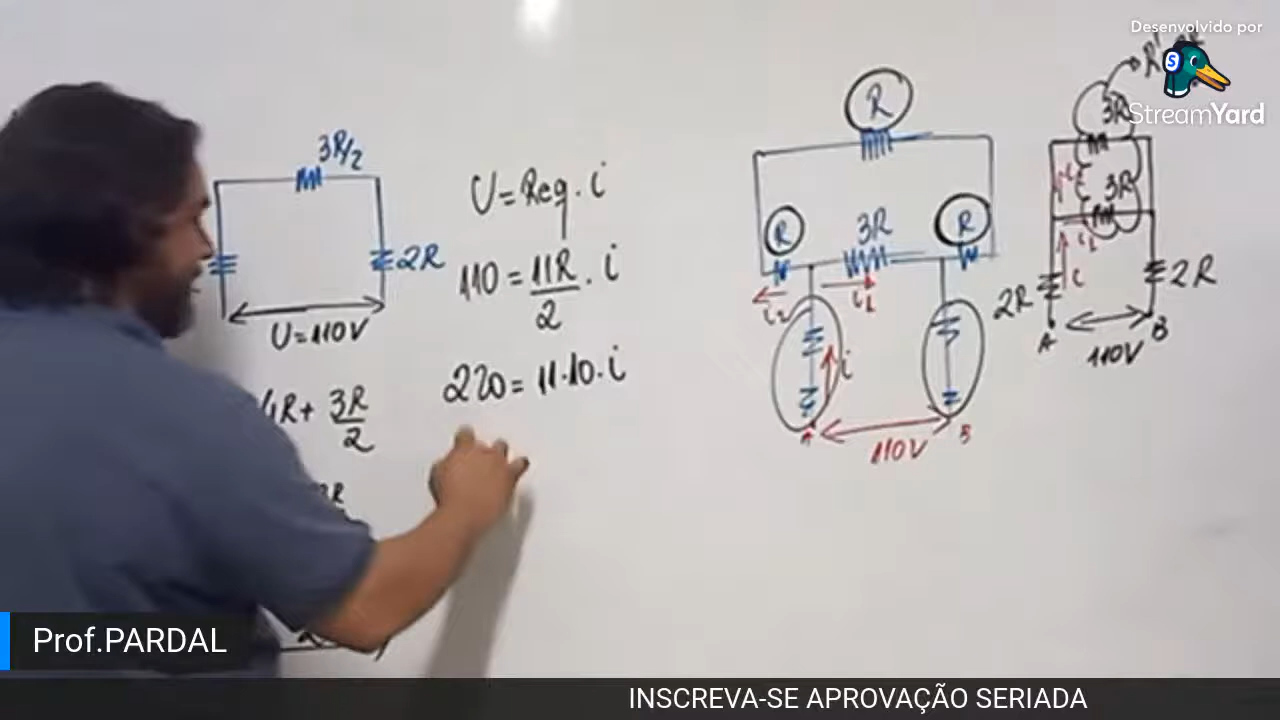 Desenvolvido por
StreamYard
3R/2
2R
U=110V
4R + 3R/2
U = Req . i
110 = 11R/2 . i
220 = 11.10.i
R
R
3R
R
i2
i1
i
A
110V
B
3R
3R
i1
i
2R
2R
A
110V
B
Prof.PARDAL
INSCREVA-SE APROVAÇÃO SERIADA